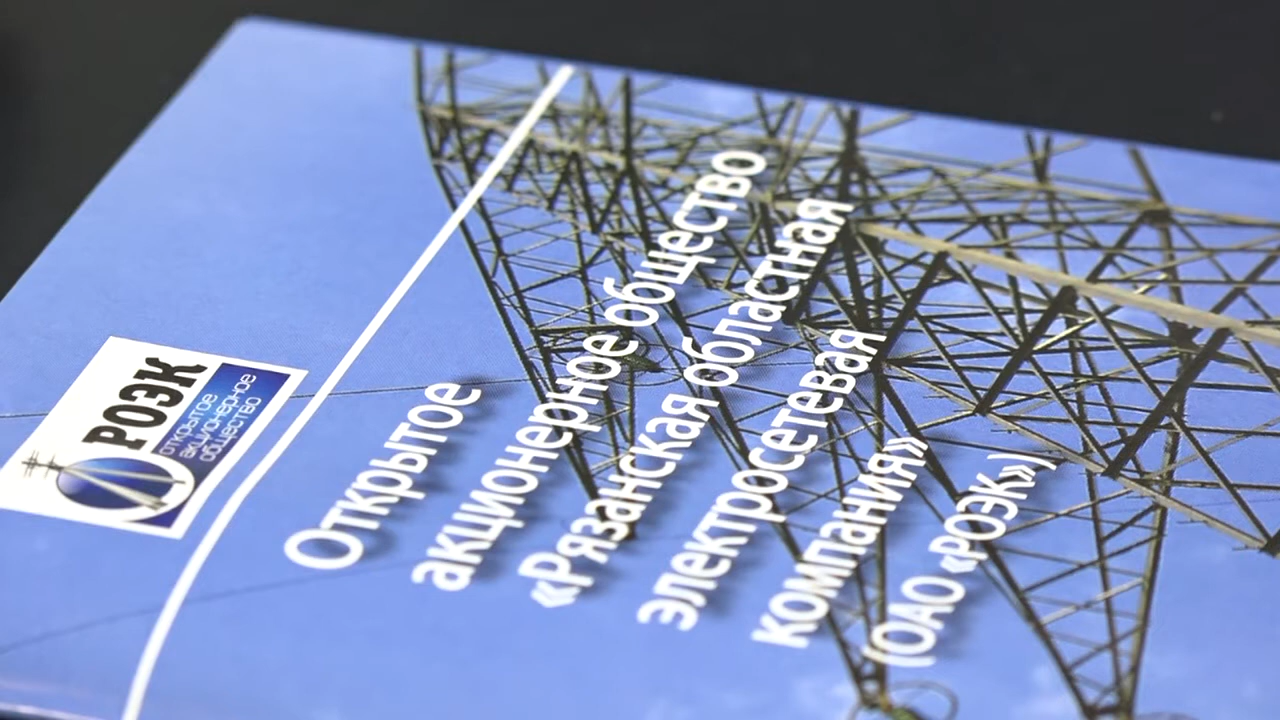 РОЭК
открытое
акционерное
общество
Открытое
акционерное общество
«Рязанская областная
электросетевая
компания»
(ОАО «РОЭК»)